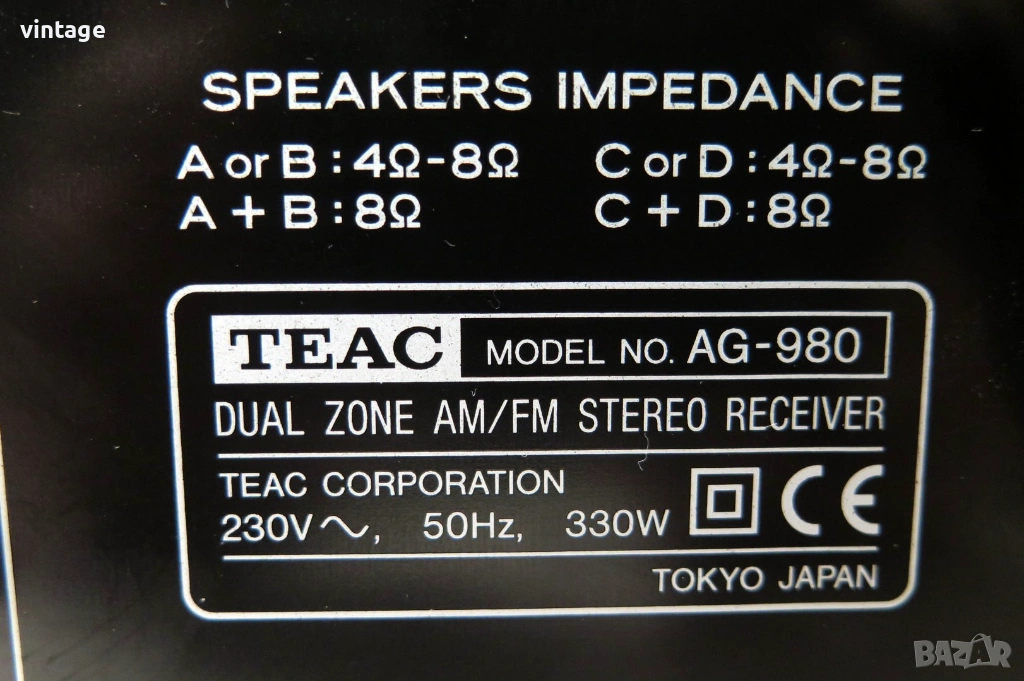 vintage
SPEAKERS IMPEDANCE
A or B : 4Ω-8Ω C or D : 4Ω-8Ω
A + B : 8Ω C + D : 8Ω
TEAC MODEL NO. AG-980
DUAL ZONE AM/FM STEREO RECEIVER
TEAC CORPORATION
230V~, 50Hz, 330W CE
TOKYO JAPAN
BAZAR